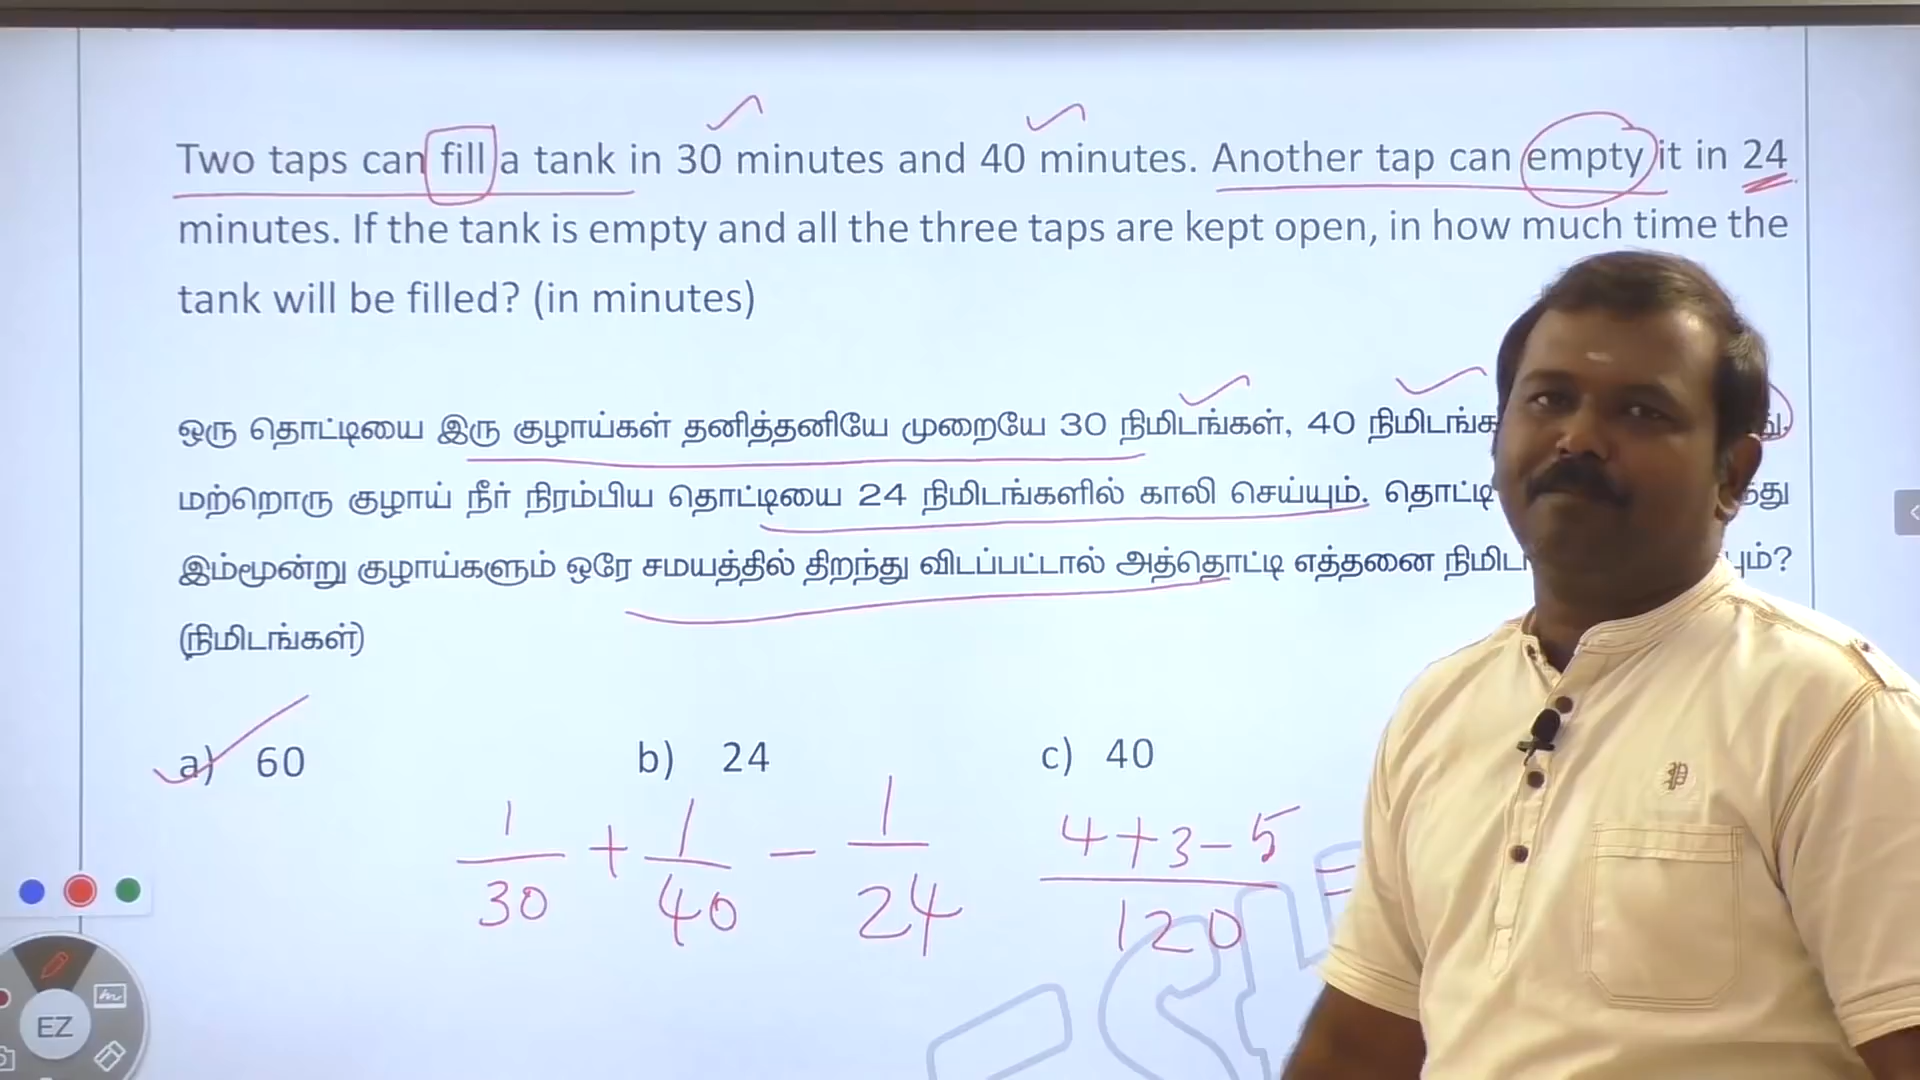 Two taps can fill a tank in 30 minutes and 40 minutes. Another tap can empty it in 24
minutes. If the tank is empty and all the three taps are kept open, in how much time the
tank will be filled? (in minutes)
ஒரு தொட்டியை இரு குழாய்கள் தனித்தனியே முறையே 30 நிமிடங்கள், 40
மற்றொரு குழாய் நீர் நிரம்பிய தொட்டியை 24 நிமிடங்களில் காலி செய்யும். தொட்டி
இம்மூன்று குழாய்களும் ஒரே சமயத்தில் திறந்து விடப்பட்டால் அத்தொட்டி எத்தனை
(நிமிடங்கள்)
a) 60 b) 24 c) 40
1/30 + 1/40 - 1/24 (4+3-5)/120 =
EZ